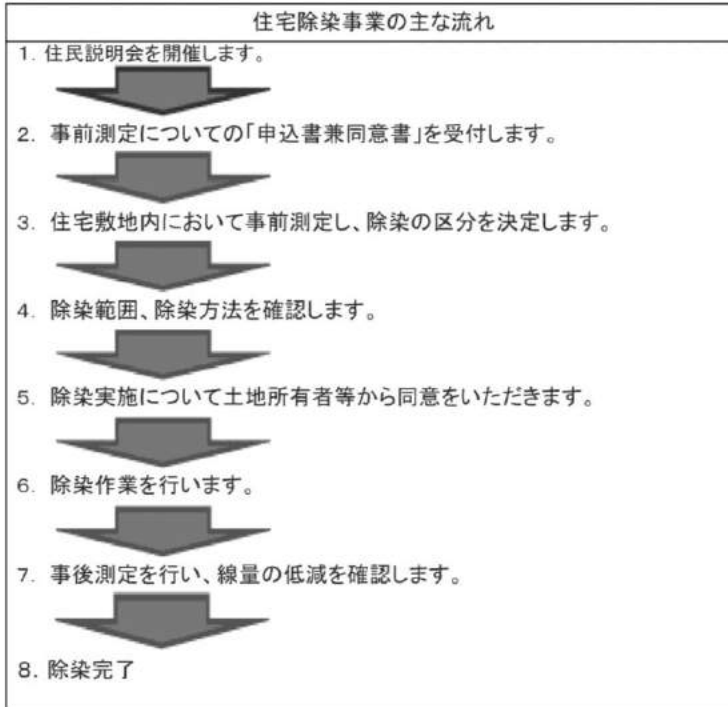 住宅除染事業の主な流れ
1. 住民説明会を開催します。
2. 事前測定についての「申込書兼同意書」を受付します。
3. 住宅敷地内において事前測定し、除染の区分を決定します。
4. 除染範囲、除染方法を確認します。
5. 除染実施について土地所有者等から同意をいただきます。
6. 除染作業を行います。
7. 事後測定を行い、線量の低減を確認します。
8. 除染完了